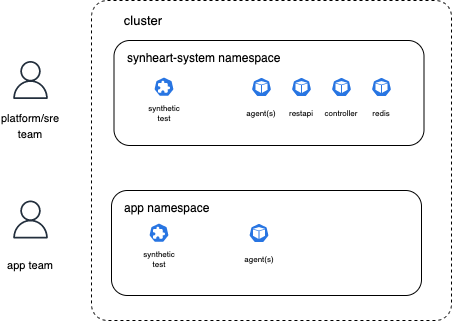 cluster
synheart-system namespace
synthetic
test
agent(s)
restapi
controller
redis
platform/sre
team
app namespace
synthetic
test
agent(s)
app team